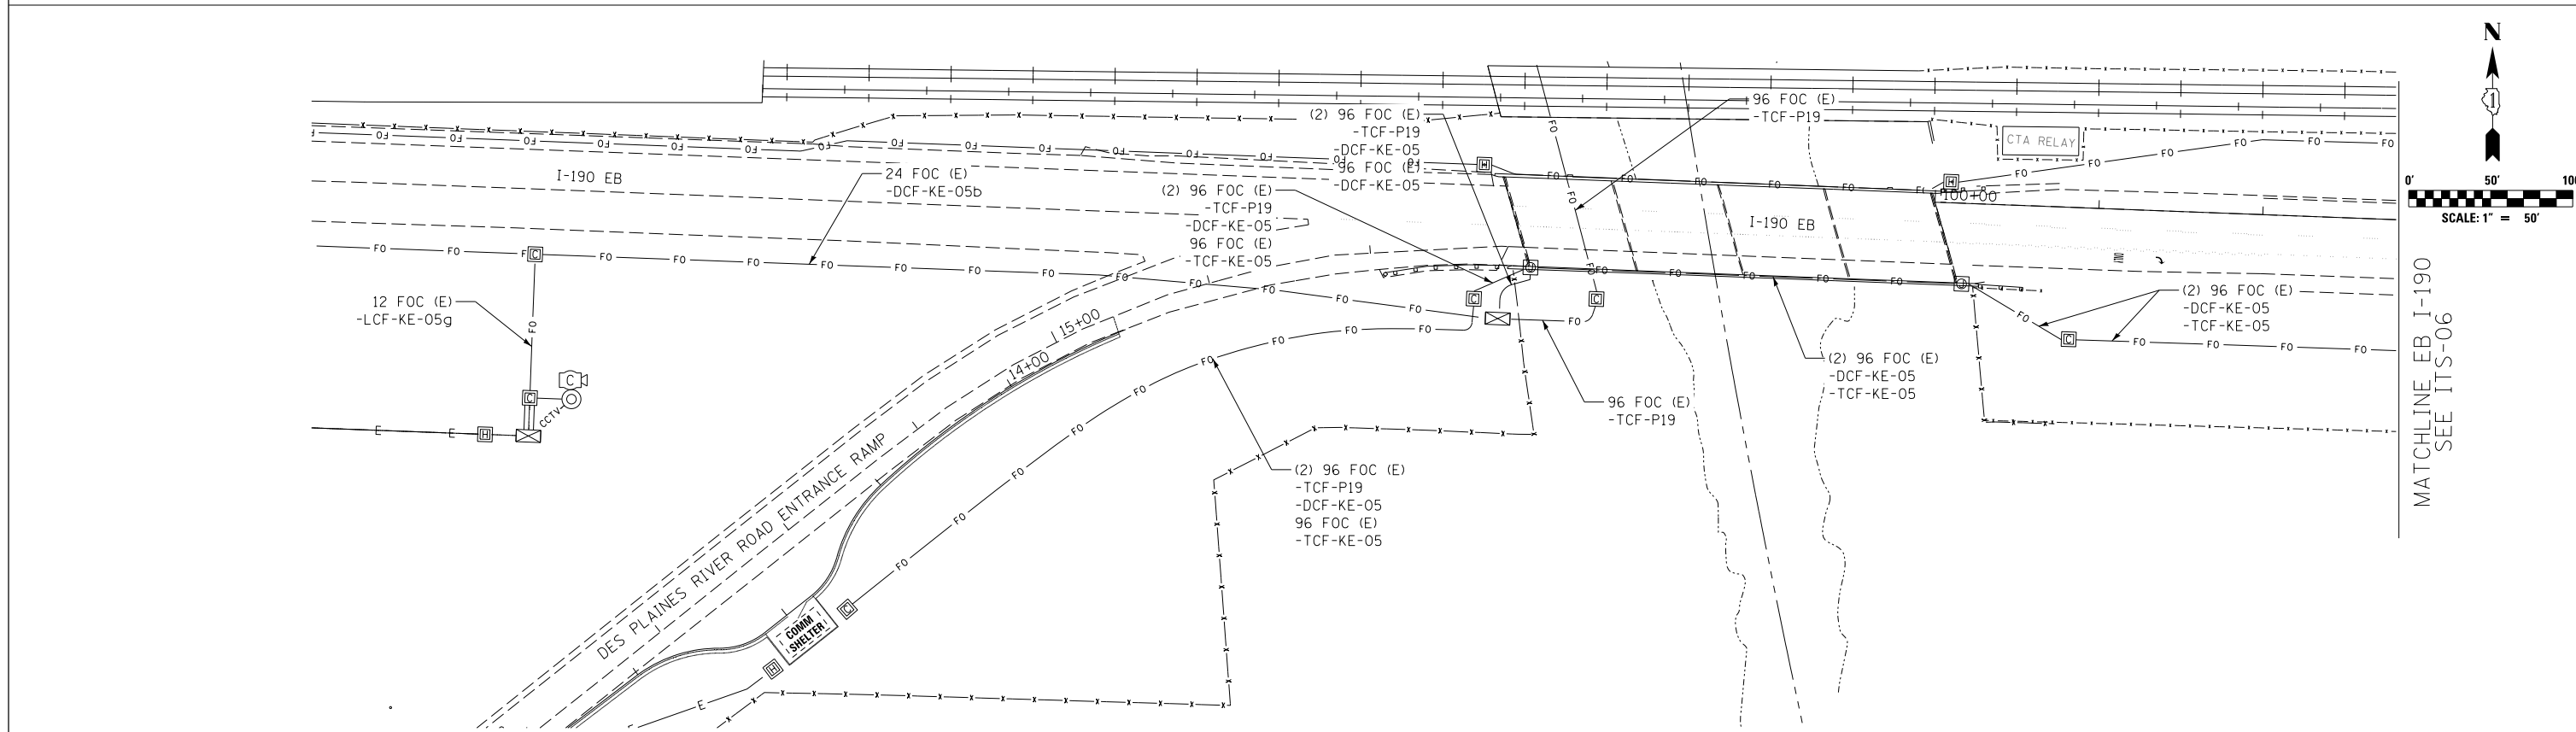 N
1
0'
50'
100
SCALE: 1" = 50'
(2) 96 FOC (E)
-TCF-P19
-DCF-KE-05
96 FOC (E)
-DCF-KE-05
96 FOC (E)
-TCF-P19
CTA RELAY
I-190 EB
24 FOC (E)
-DCF-KE-05b
(2) 96 FOC (E)
-TCF-P19
-DCF-KE-05
96 FOC (E)
-TCF-KE-05
100+00
I-190 EB
12 FOC (E)
-LCF-KE-05g
(2) 96 FOC (E)
-DCF-KE-05
-TCF-KE-05
MATCHLINE EB I-190
SEE ITS-06
15+00
14+00
(2) 96 FOC (E)
-DCF-KE-05
-TCF-KE-05
96 FOC (E)
-TCF-P19
C
CCTV
E
E
H
(2) 96 FOC (E)
-TCF-P19
-DCF-KE-05
96 FOC (E)
-TCF-KE-05
DES PLAINES RIVER ROAD ENTRANCE RAMP
COMM
SHELTER
C
H
E